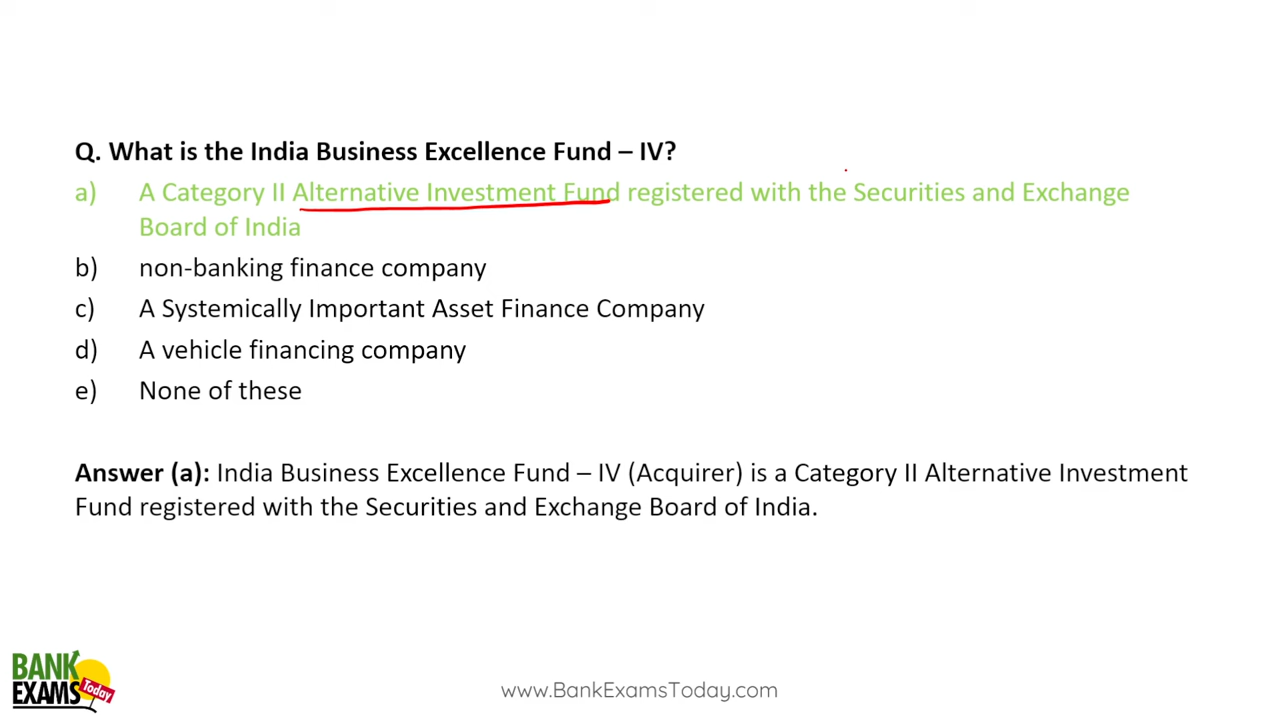 Q. What is the India Business Excellence Fund – IV?
a) A Category II Alternative Investment Fund registered with the Securities and Exchange
Board of India
b) non-banking finance company
c) A Systemically Important Asset Finance Company
d) A vehicle financing company
e) None of these
Answer (a): India Business Excellence Fund – IV (Acquirer) is a Category II Alternative Investment
Fund registered with the Securities and Exchange Board of India.
BANK
EXAMS
Today
www.BankExamsToday.com